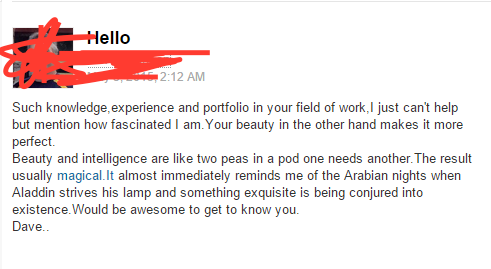 Hello
2:12 AM
Such knowledge,experience and portfolio in your field of work,I just can't help
but mention how fascinated I am.Your beauty in the other hand makes it more
perfect.
Beauty and intelligence are like two peas in a pod one needs another.The result
usually magical.It almost immediately reminds me of the Arabian nights when
Aladdin strives his lamp and something exquisite is being conjured into
existence.Would be awesome to get to know you.
Dave..